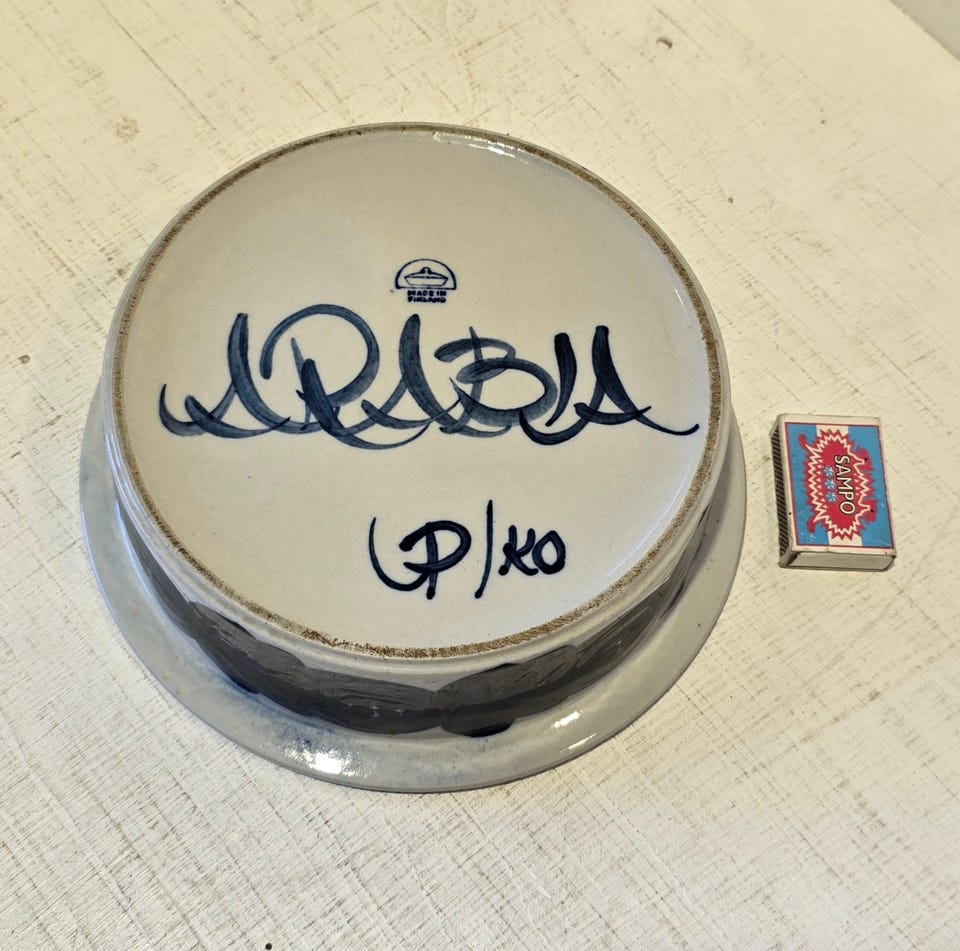 MADE IN
FINLAND
ARABIA
UP/KO
SAMPO